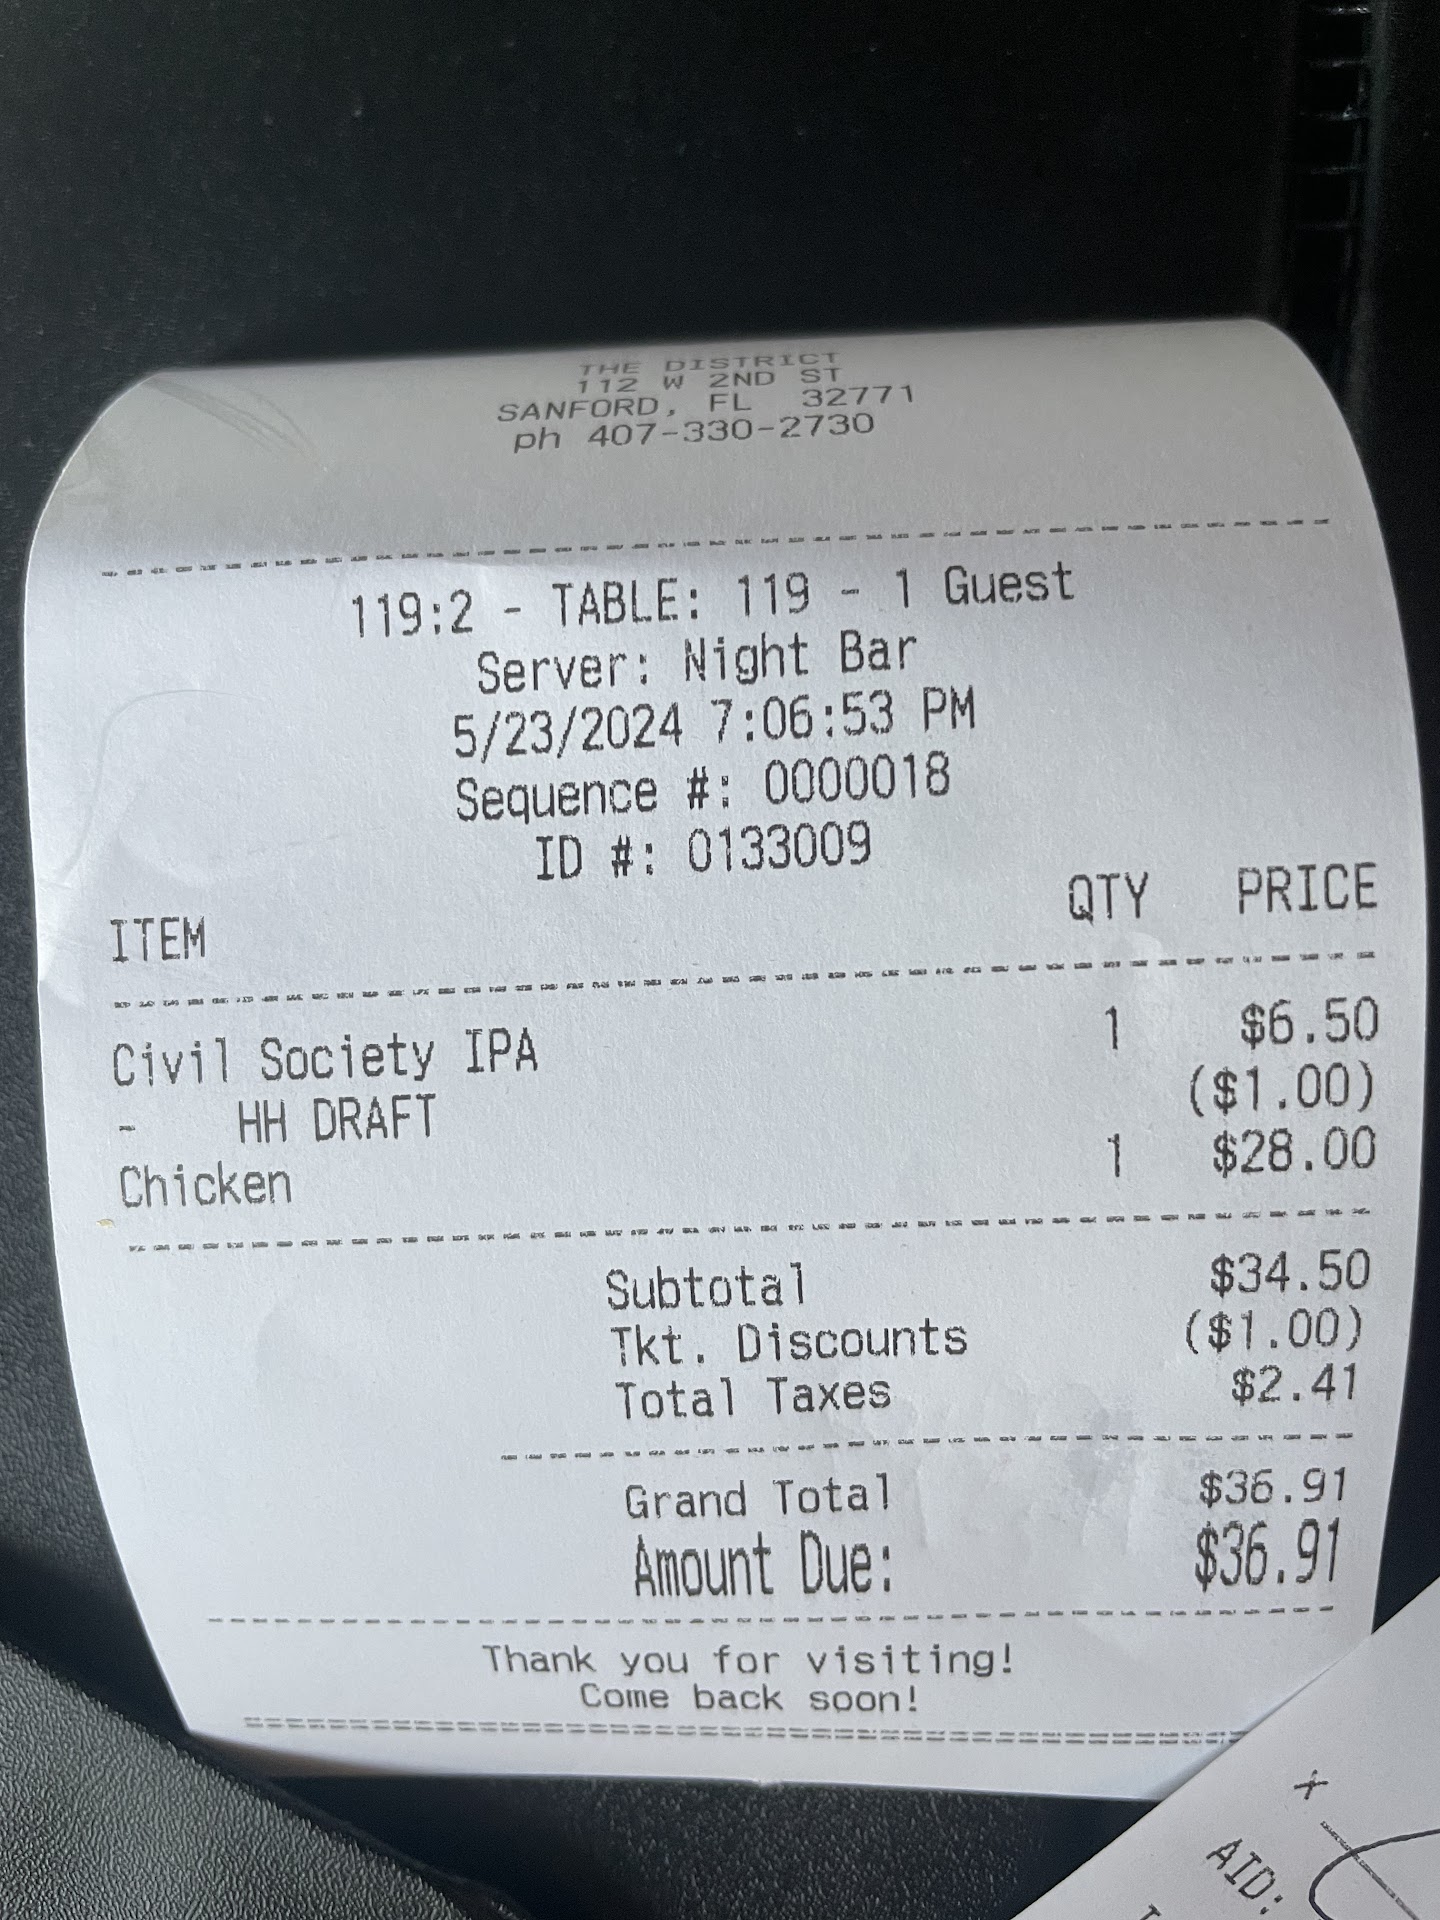 THE DISTRICT
112 W 2ND ST
SANFORD, FL 32771
ph 407-330-2730
119:2 - TABLE: 119 - 1 Guest
Server: Night Bar
5/23/2024 7:06:53 PM
Sequence #: 0000018
ID #: 0133009
ITEM QTY PRICE
Civil Society IPA 1 $6.50
- HH DRAFT ($1.00)
Chicken 1 $28.00
Subtotal $34.50
Tkt. Discounts ($1.00)
Total Taxes $2.41
Grand Total $36.91
Amount Due: $36.91
Thank you for visiting!
Come back soon!
x
AID: